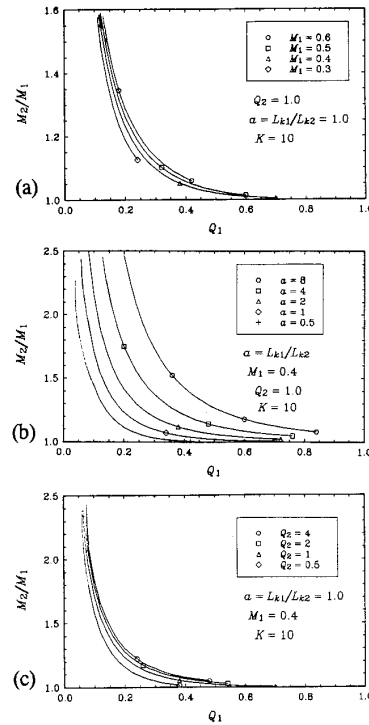 1.6
1.4
1.2
1.0
M₂/M₁
M₁ = 0.6
M₁ = 0.5
M₁ = 0.4
M₁ = 0.3
Q₂ = 1.0
a = Lₖ₁/Lₖ₂ = 1.0
K = 10
(a)
0.0 0.2 0.4 0.6 0.8 1.0
Q₁
2.5
2.0
1.5
1.0
M₂/M₁
a = 8
a = 4
a = 2
a = 1
a = 0.5
a = Lₖ₁/Lₖ₂
M₁ = 0.4
Q₂ = 1.0
K = 10
(b)
0.0 0.2 0.4 0.6 0.8 1.0
Q₁
2.5
2.0
1.5
1.0
M₂/M₁
Q₂ = 4
Q₂ = 2
Q₂ = 1
Q₂ = 0.5
a = Lₖ₁/Lₖ₂ = 1.0
M₁ = 0.4
K = 10
(c)
0.0 0.2 0.4 0.6 0.8 1.0
Q₁